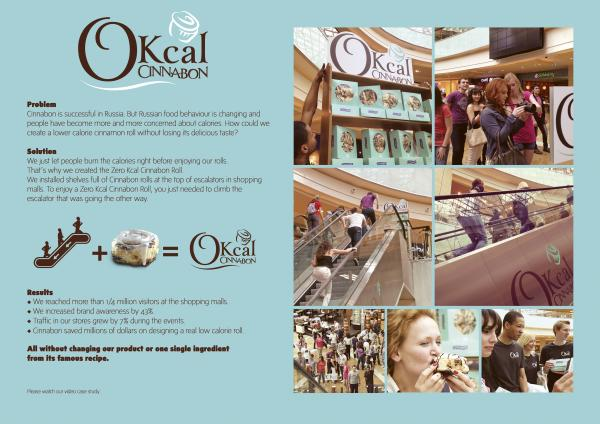 OKcal
CINNABON
Problem
Cinnabon is successful in Russia. But Russian food behaviour is changing and
people have become more and more concerned about calories. How could we
create a lower calorie cinnamon roll without losing its delicious taste?
Solution
We just let people burn the calories right before enjoying our rolls.
That's why we created the Zero Kcal Cinnabon Roll.
We installed shelves full of Cinnabon rolls at the top of escalators in shopping
malls. To enjoy a Zero Kcal Cinnabon Roll, you just needed to climb the
escalator that was going the other way.
+ = OKcal
CINNABON
Results
◆ We reached more than 1/4 million visitors at the shopping malls.
◆ We increased brand awareness by 43%.
◆ Traffic in our stores grew by 7% during the events.
◆ Cinnabon saved millions of dollars on designing a real low calorie roll.
All without changing our product or one single ingredient
from its famous recipe.
Please watch our video case study.
OKcal
CINNABON
OKcal
OKcal
CINNABON